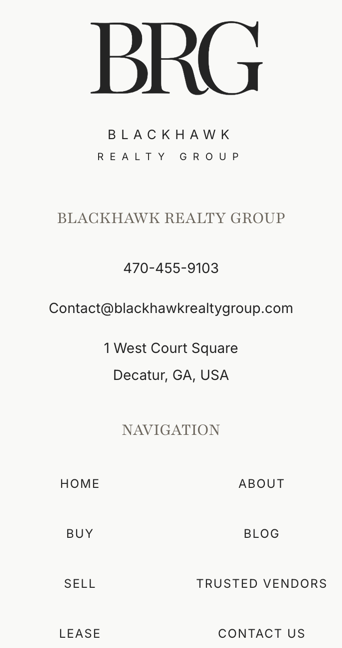 BRG
BLACKHAWK
REALTY GROUP
BLACKHAWK REALTY GROUP
470-455-9103
Contact@blackhawkrealtygroup.com
1 West Court Square
Decatur, GA, USA
NAVIGATION
HOME
ABOUT
BUY
BLOG
SELL
TRUSTED VENDORS
LEASE
CONTACT US